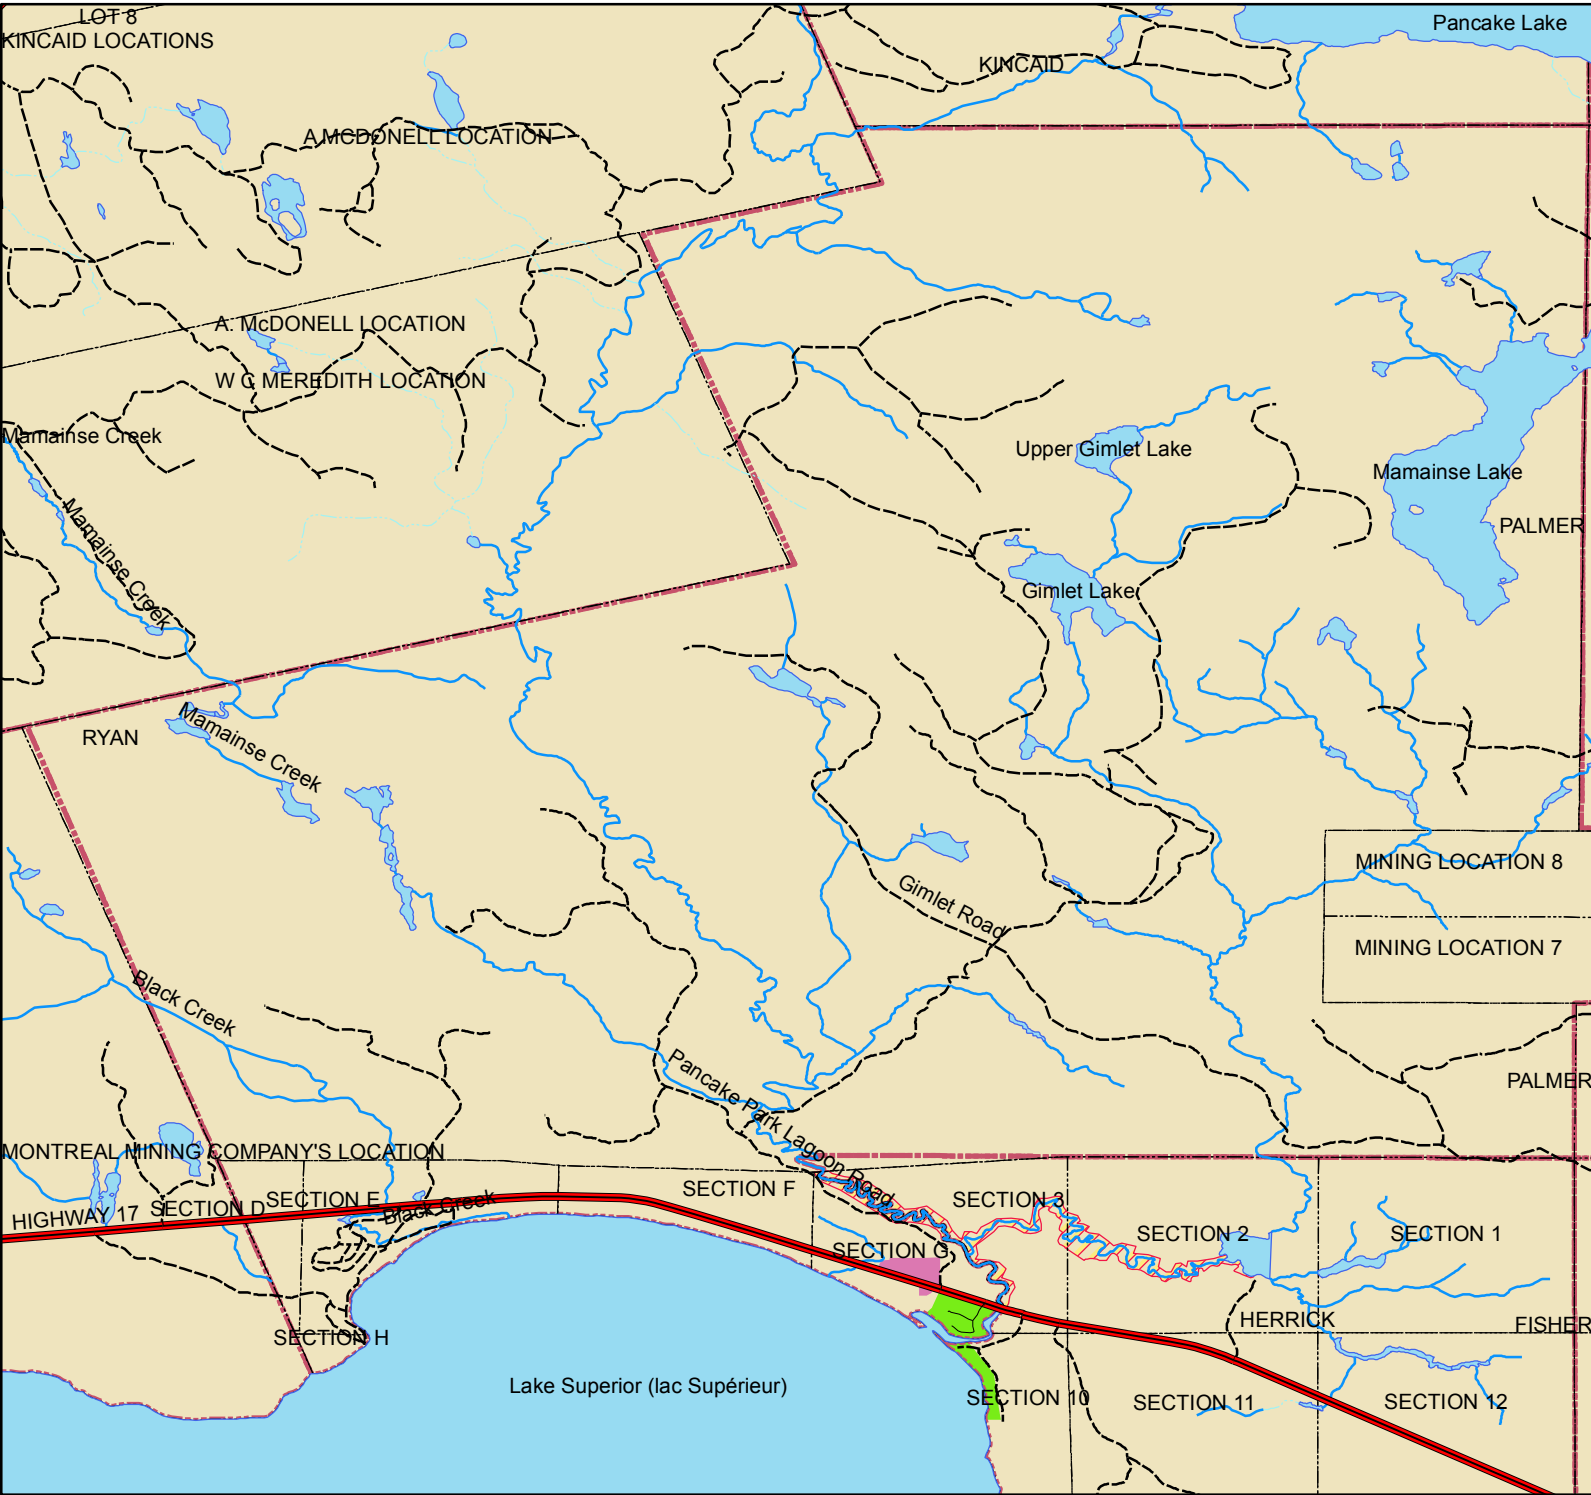 LOT 8
KINCAID LOCATIONS
Pancake Lake
KINCAID
A MCDONELL LOCATION
A. McDONELL LOCATION
W C MEREDITH LOCATION
Mamainse Creek
Upper Gimlet Lake
Mamainse Lake
PALMER
Mamainse Creek
Gimlet Lake
RYAN
Mamainse Creek
MINING LOCATION 8
Gimlet Road
MINING LOCATION 7
Black Creek
PALMER
Pancake Park Lagoon Road
MONTREAL MINING COMPANY'S LOCATION
SECTION F
SECTION 3
SECTION E
SECTION D
HIGHWAY 17
Black Creek
SECTION 2
SECTION 1
SECTION G
HERRICK
FISHER
SECTION H
Lake Superior (lac Supérieur)
SECTION 10
SECTION 11
SECTION 12